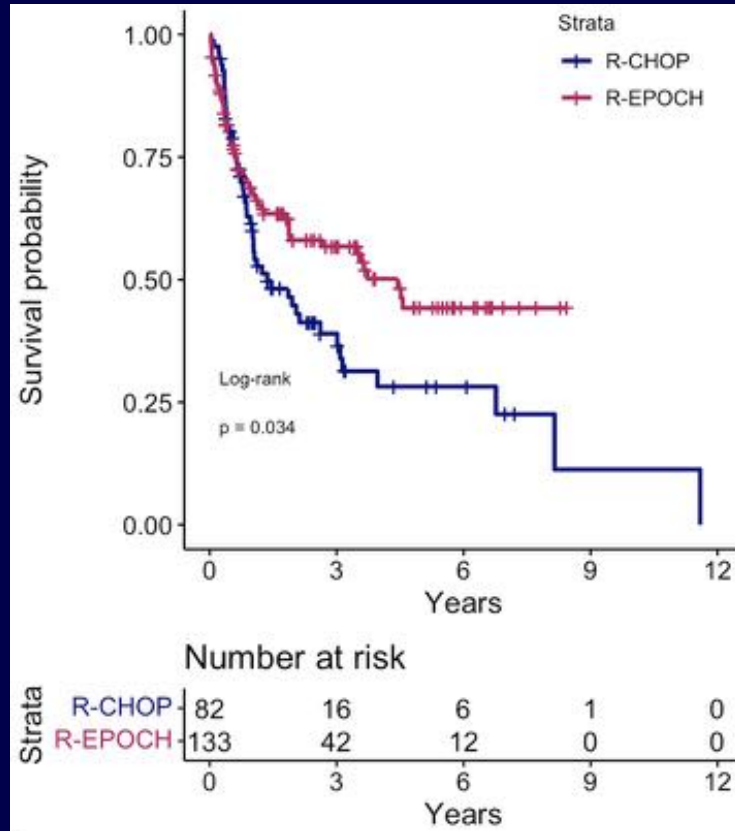 Strata
R-CHOP
R-EPOCH
Survival probability
1.00
0.75
0.50
0.25
0.00
Log-rank
p = 0.034
0 3 6 9 12
Years
Number at risk
Strata
R-CHOP 82 16 6 1 0
R-EPOCH 133 42 12 0 0
0 3 6 9 12
Years